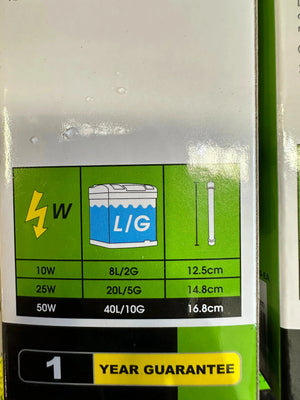 W L/G
10W 8L/2G 12.5cm
25W 20L/5G 14.8cm
50W 40L/10G 16.8cm
1 YEAR GUARANTEE